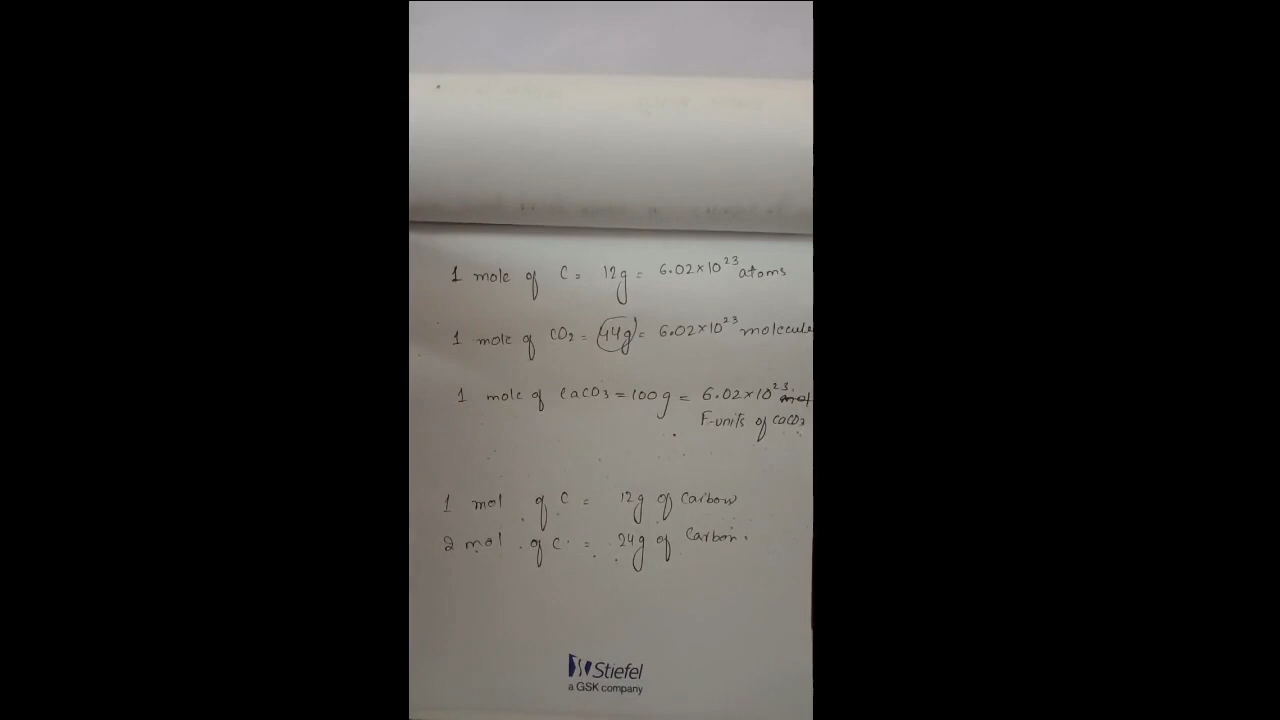 1 mole of C = 12g = 6.02×10²³ atoms
1 mole of CO₂ = 44g = 6.02×10²³ molecule
1 mole of CaCO₃ = 100g = 6.02×10²³
F-units of CaCO₃
1 mol of C = 12g of Carbon
2 mol of C = 24g of Carbon.
Stiefel
a GSK company